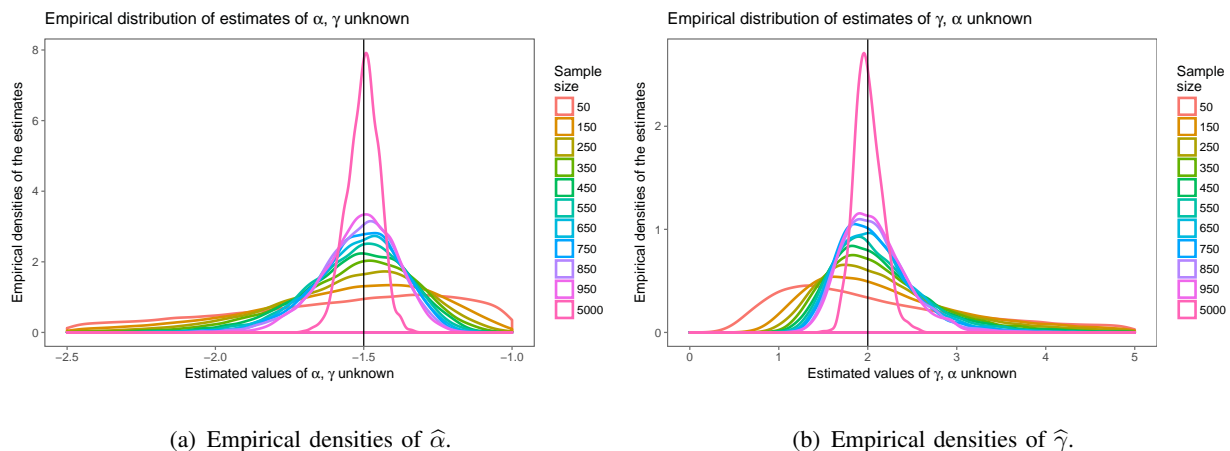 Empirical distribution of estimates of α, γ unknown
Empirical densities of the estimates
8
6
4
2
0
−2.5 −2.0 −1.5 −1.0
Estimated values of α, γ unknown
Sample
size
50
150
250
350
450
550
650
750
850
950
5000
(a) Empirical densities of α̂.
Empirical distribution of estimates of γ, α unknown
Empirical densities of the estimates
2
1
0
0 1 2 3 4 5
Estimated values of γ, α unknown
Sample
size
50
150
250
350
450
550
650
750
850
950
5000
(b) Empirical densities of γ̂.